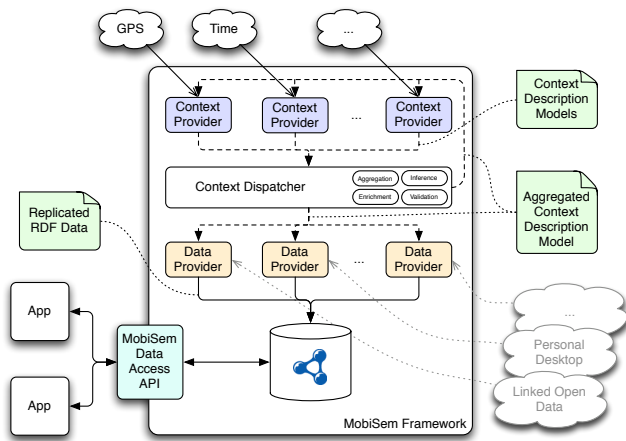 GPS
Time
...
Context
Provider
Context
Provider
...
Context
Provider
Context
Description
Models
Context Dispatcher
Aggregation
Inference
Enrichment
Validation
Replicated
RDF Data
Aggregated
Context
Description
Model
Data
Provider
Data
Provider
...
Data
Provider
App
App
MobiSem
Data
Access
API
...
Personal
Desktop
Linked Open
Data
MobiSem Framework